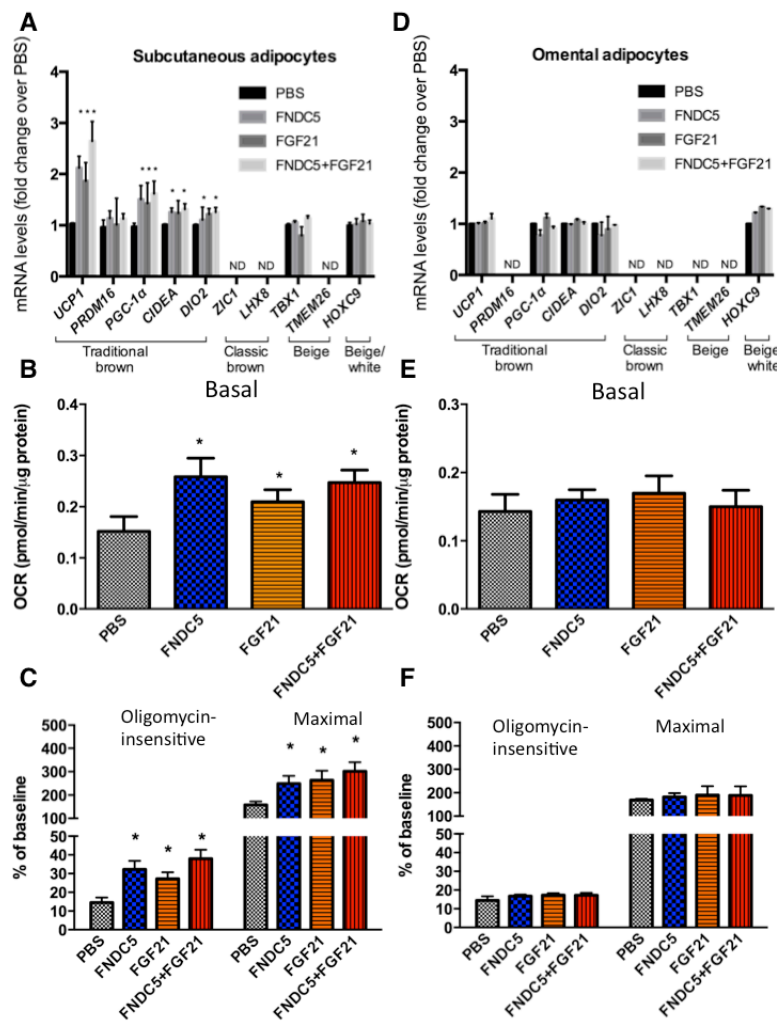 A
Subcutaneous adipocytes
mRNA levels (fold change over PBS)
4
3
2
1
0
PBS
FNDC5
FGF21
FNDC5+FGF21
* * *
* * *
* *
* *
ND
ND
ND
UCP1
PRDM16
PGC-1α
CIDEA
DIO2
ZIC1
LHX8
TBX1
TMEM26
HOXC9
Traditional brown
Classic brown
Beige
Beige/ white
D
Omental adipocytes
mRNA levels (fold change over PBS)
4
3
2
1
0
PBS
FNDC5
FGF21
FNDC5+FGF21
ND
ND
ND
ND
ND
UCP1
PRDM16
PGC-1α
CIDEA
DIO2
ZIC1
LHX8
TBX1
TMEM26
HOXC9
Traditional brown
Classic brown
Beige
Beige/ white
B
Basal
OCR (pmol/min/µg protein)
0.4
0.3
0.2
0.1
0.0
*
*
*
PBS
FNDC5
FGF21
FNDC5+FGF21
E
Basal
OCR (pmol/min/µg protein)
0.3
0.2
0.1
0.0
PBS
FNDC5
FGF21
FNDC5+FGF21
C
Oligomycin-
insensitive
Maximal
% of baseline
500
400
300
200
100
50
40
30
20
10
0
*
*
*
*
*
*
PBS
FNDC5
FGF21
FNDC5+FGF21
PBS
FNDC5
FGF21
FNDC5+FGF21
F
Oligomycin-
insensitive
Maximal
% of baseline
500
400
300
200
100
50
40
30
20
10
0
PBS
FNDC5
FGF21
FNDC5+FGF21
PBS
FNDC5
FGF21
FNDC5+FGF21